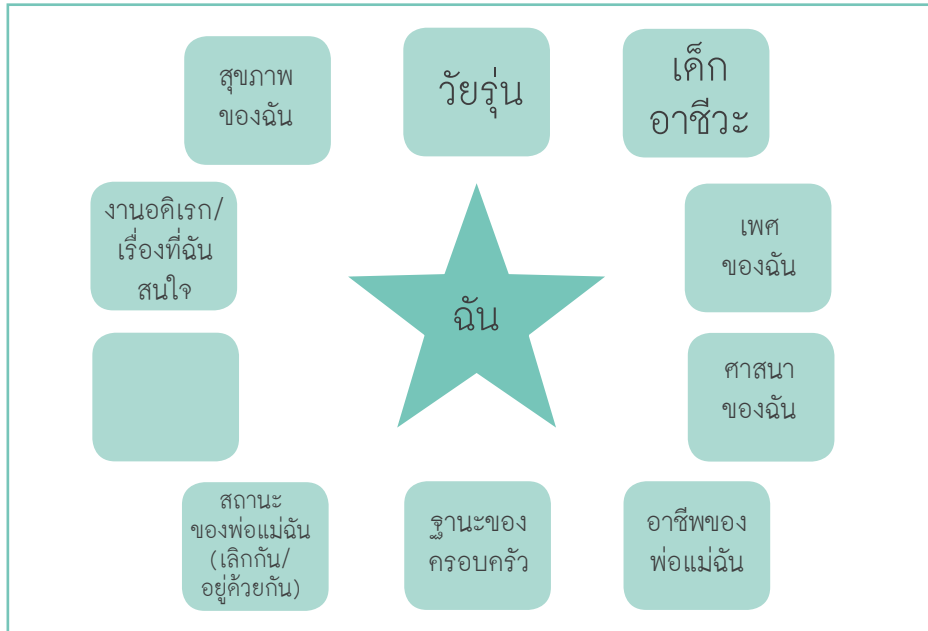 สุขภาพ
ของฉัน
วัยรุ่น
เด็ก
อาชีวะ
งานอดิเรก/
เรื่องที่ฉัน
สนใจ
ฉัน
เพศ
ของฉัน
ศาสนา
ของฉัน
สถานะ
ของพ่อแม่ฉัน
(เลิกกัน/
อยู่ค้วยกัน)
ฐานะของ
ครอบครัว
อาชีพของ
พ่อแม่ฉัน